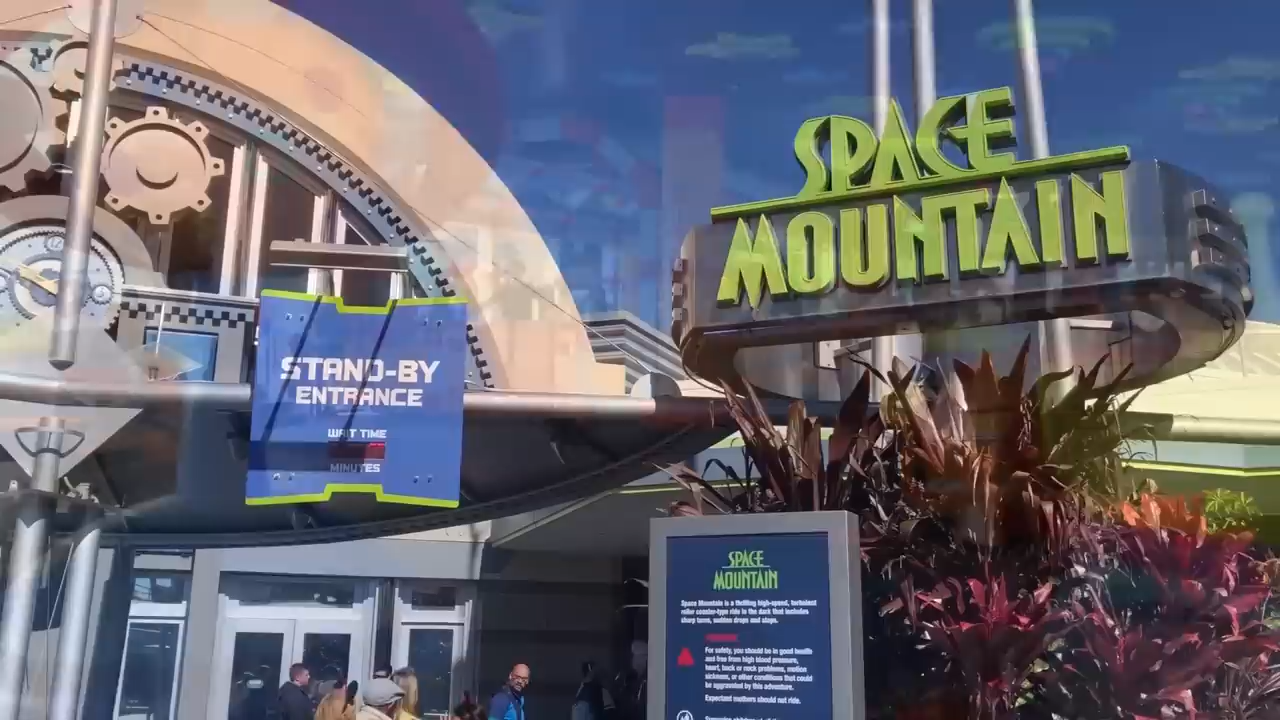 SPACE
MOUNTAIN
STAND-BY
ENTRANCE
WAIT TIME
MINUTES
SPACE
MOUNTAIN
Space Mountain is a thrilling high-speed, turbulent
roller coaster-type ride in the dark that includes
sharp turns, sudden drops and stops.
For safety, you should be in good health
and free from high blood pressure,
heart, back or neck problems, motion
sickness, or other conditions that could
be aggravated by this adventure.
Expectant mothers should not ride.